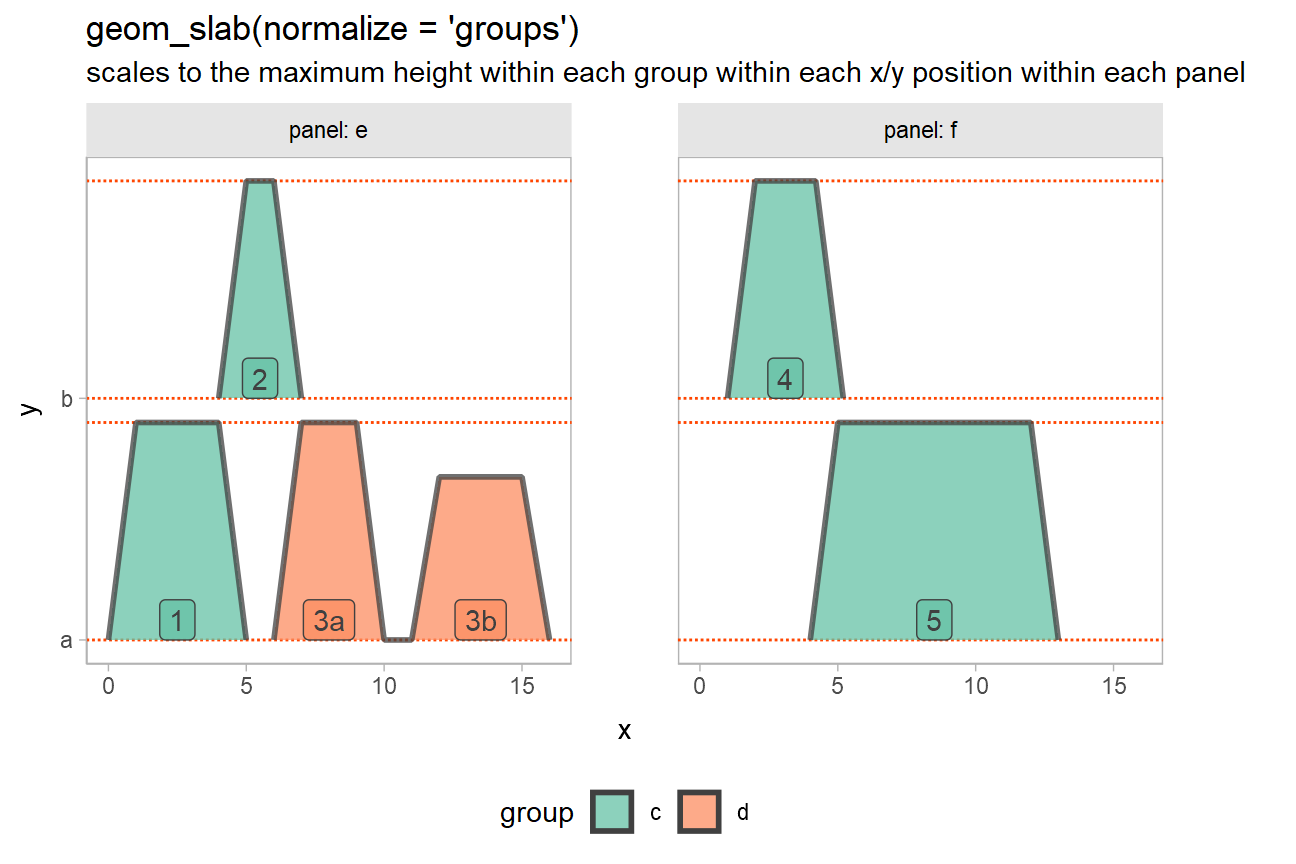 geom_slab(normalize = 'groups')
scales to the maximum height within each group within each x/y position within each panel
panel: e
panel: f
y
b
a
2
1
3a
3b
4
5
0 5 10 15
0 5 10 15
x
group c d